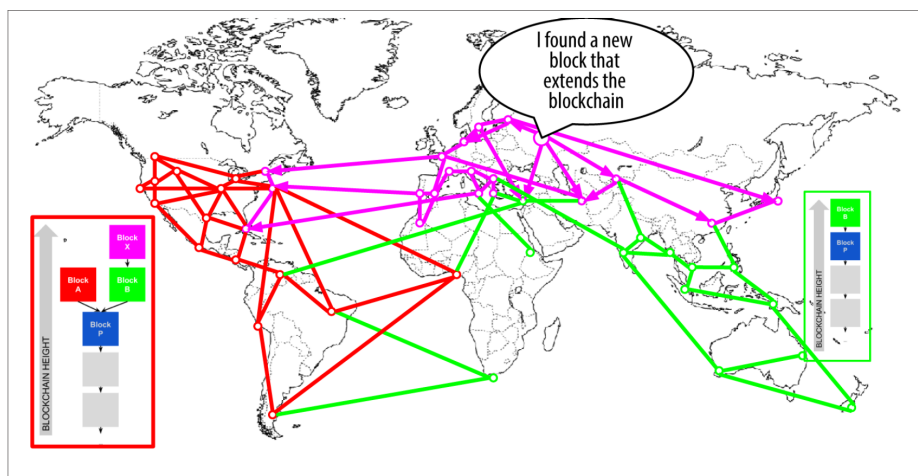 I found a new
block that
extends the
blockchain
BLOCKCHAIN HEIGHT
Block
X
Block
A
Block
B
Block
P
BLOCKCHAIN HEIGHT
Block
B
Block
P